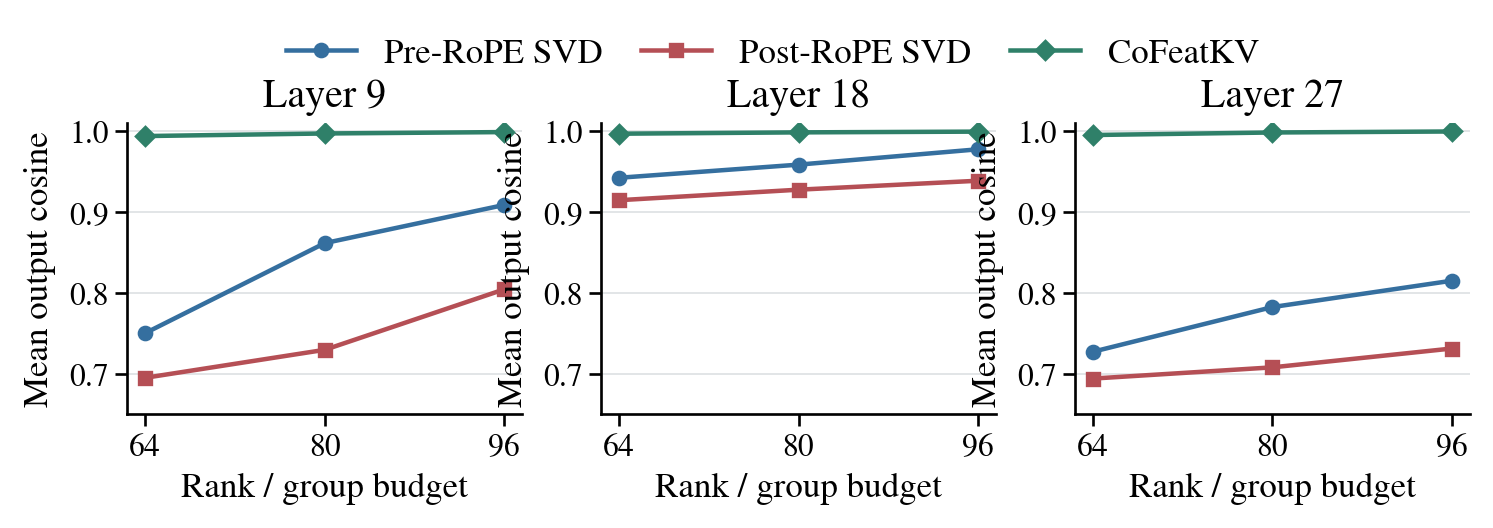 Pre-RoPE SVD Post-RoPE SVD CoFeatKV
Layer 9
Mean output cosine
1.0
0.9
0.8
0.7
64 80 96
Rank / group budget
Layer 18
Mean output cosine
1.0
0.9
0.8
0.7
64 80 96
Rank / group budget
Layer 27
Mean output cosine
1.0
0.9
0.8
0.7
64 80 96
Rank / group budget